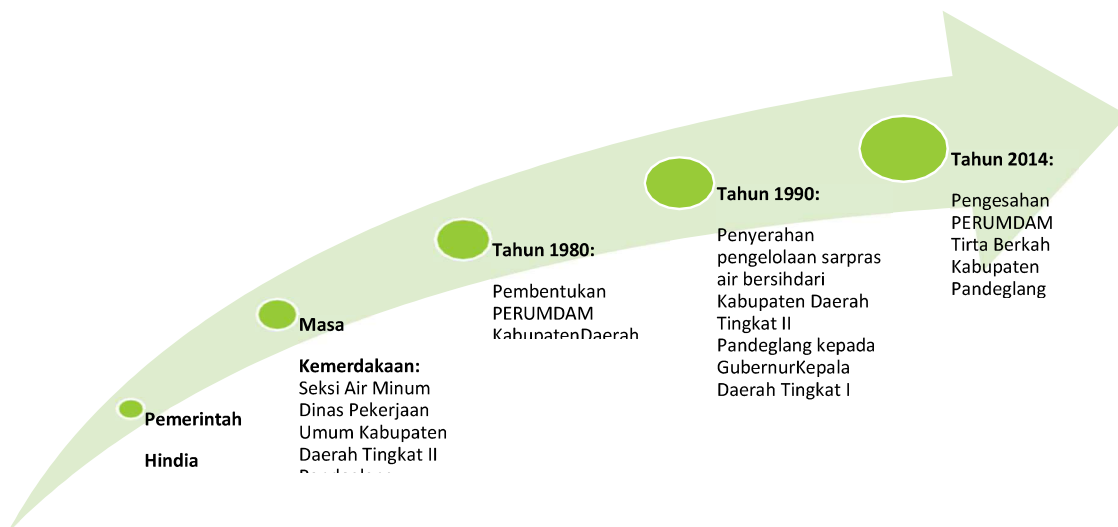 Pemerintah
Hindia
Masa
Kemerdakaan:
Seksi Air Minum
Dinas Pekerjaan
Umum Kabupaten
Daerah Tingkat II
Tahun 1980:
Pembentukan
PERUMDAM
KabupatenDaerah
Tahun 1990:
Penyerahan
pengelolaan sarpras
air bersihdari
Kabupaten Daerah
Tingkat II
Pandeglang kepada
GubernurKepala
Daerah Tingkat I
Tahun 2014:
Pengesahan
PERUMDAM
Tirta Berkah
Kabupaten
Pandeglang